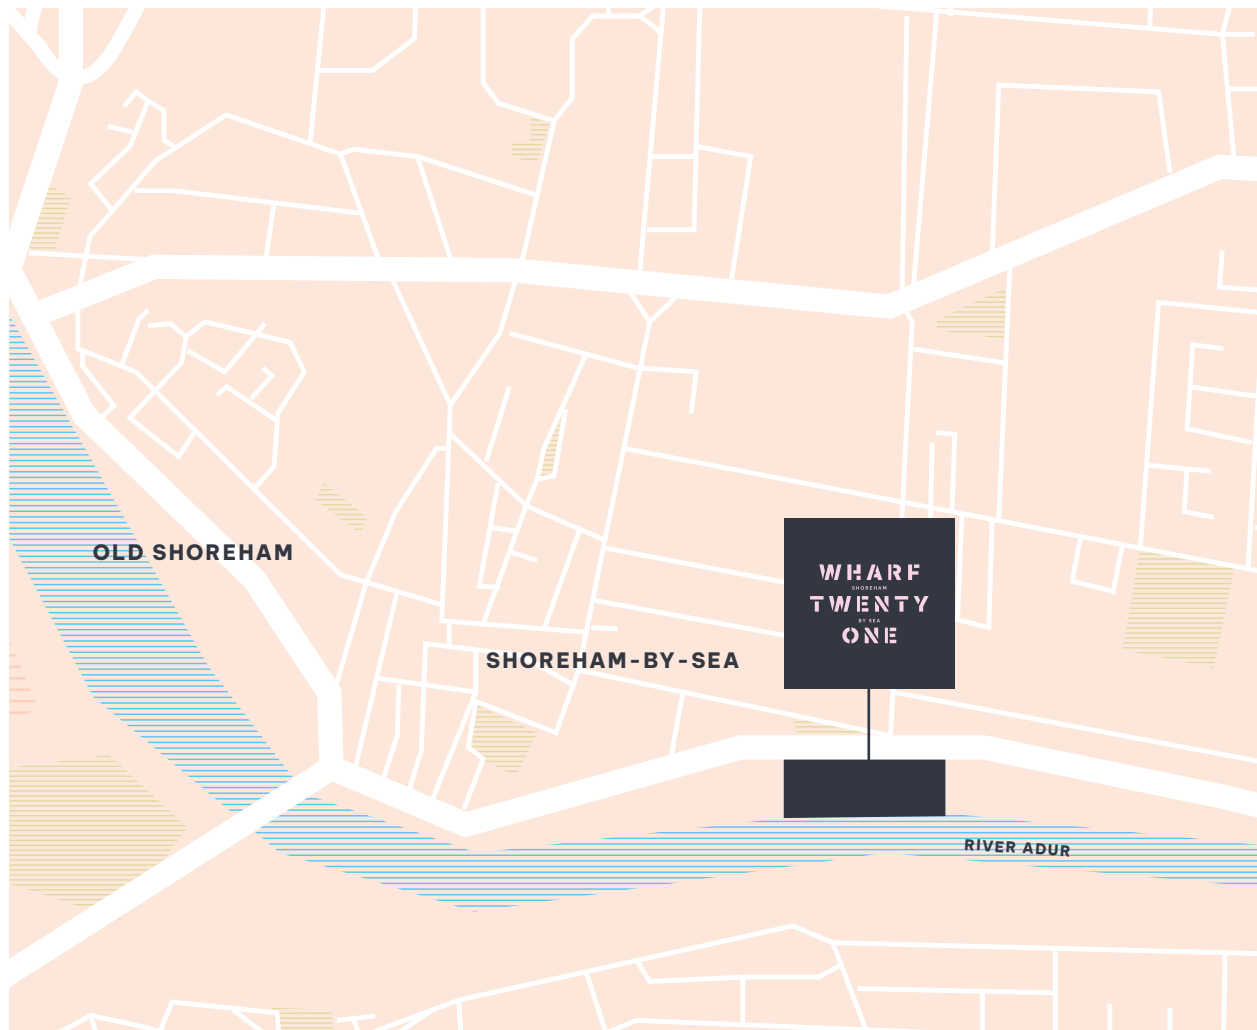 OLD SHOREHAM
WHARF
SHOREHAM
TWENTY
BY SEA
ONE
SHOREHAM-BY-SEA
RIVER ADUR